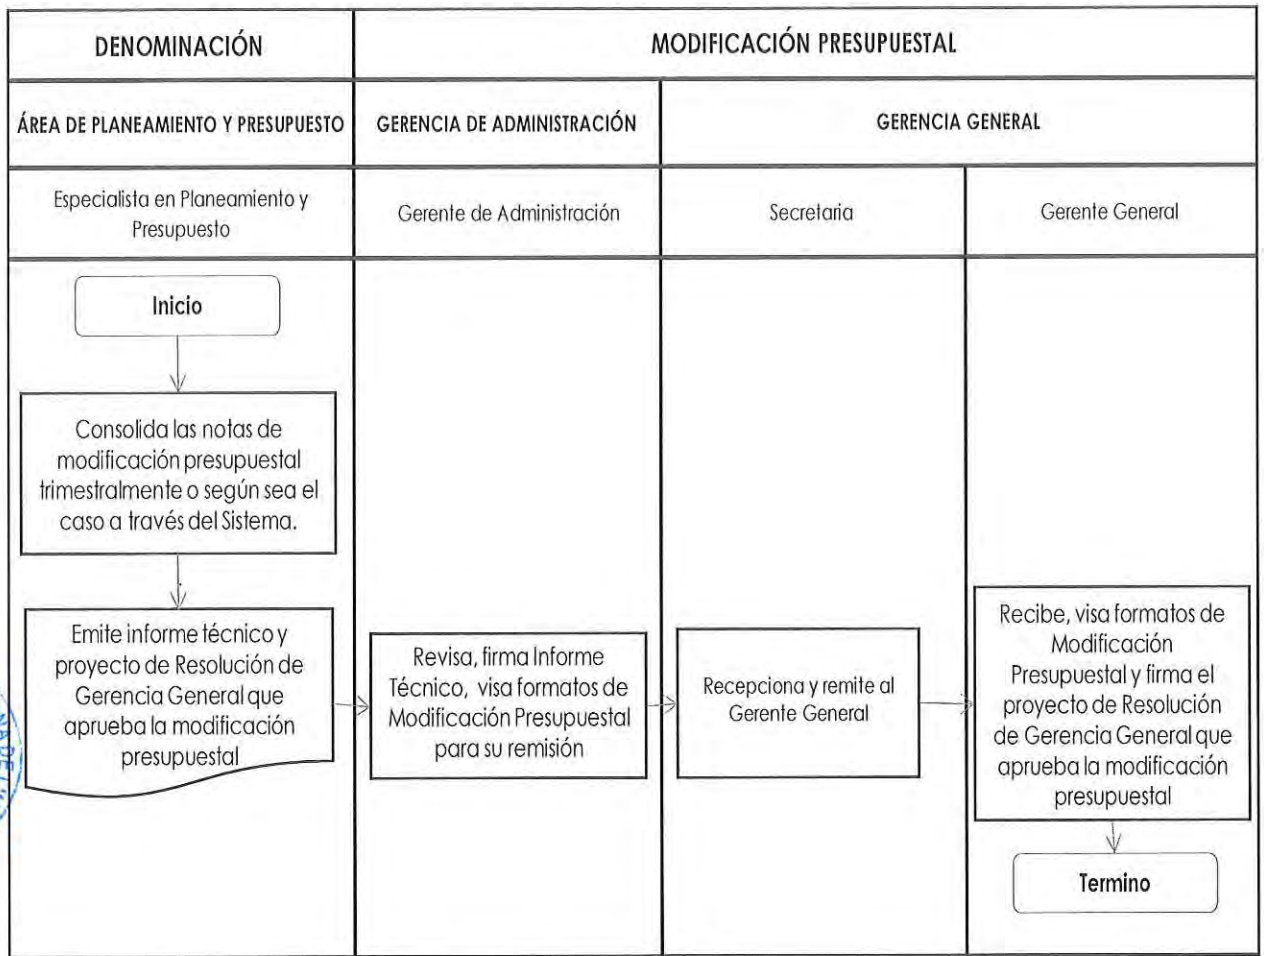 DENOMINACIÓN
MODIFICACIÓN PRESUPUESTAL
ÁREA DE PLANEAMIENTO Y PRESUPUESTO
GERENCIA DE ADMINISTRACIÓN
GERENCIA GENERAL
Especialista en Planeamiento y
Presupuesto
Gerente de Administración
Secretaria
Gerente General
Inicio
Consolida las notas de
modificación presupuestal
trimestralmente o según sea el
caso a través del Sistema.
Emite informe técnico y
proyecto de Resolución de
Gerencia General que
aprueba la modificación
presupuestal
Revisa, firma Informe
Técnico, visa formatos de
Modificación Presupuestal
para su remisión
Recepciona y remite al
Gerente General
Recibe, visa formatos de
Modificación
Presupuestal y firma el
proyecto de Resolución
de Gerencia General que
aprueba la modificación
presupuestal
Termino